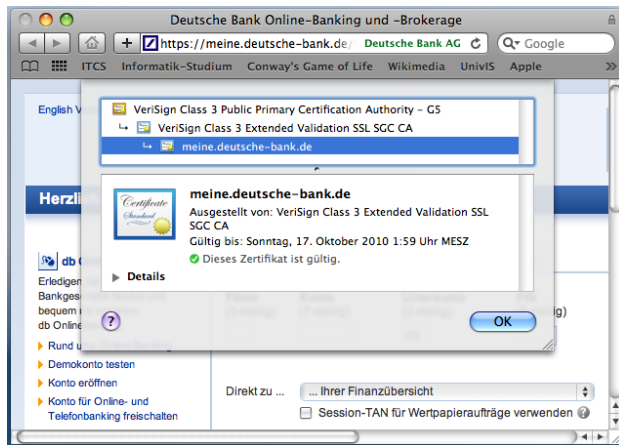 Deutsche Bank Online-Banking und -Brokerage
https://meine.deutsche-bank.de/ Deutsche Bank AG Google
ITCS Informatik-Studium Conway's Game of Life Wikimedia UnivIS Apple
English V
VeriSign Class 3 Public Primary Certification Authority - G5
VeriSign Class 3 Extended Validation SSL SGC CA
meine.deutsche-bank.de
Herzli
Certificate
Standard
meine.deutsche-bank.de
Ausgestellt von: VeriSign Class 3 Extended Validation SSL
SGC CA
Gültig bis: Sonntag, 17. Oktober 2010 1:59 Uhr MESZ
Dieses Zertifikat ist gültig.
Details
db
Erledigen
Bankges
bequem
db Online
? OK
Rund u
Demokonto testen
Konto eröffnen
Konto für Online- und
Telefonbanking freischalten
Direkt zu ... ... Ihrer Finanzübersicht
Session-TAN für Wertpapieraufträge verwenden ?